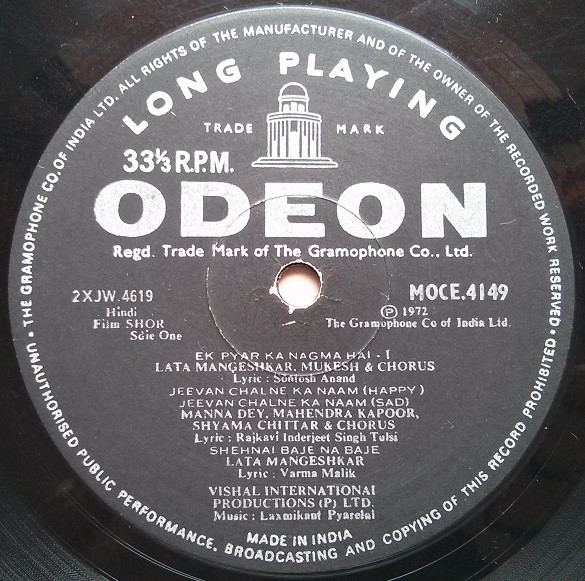 THE GRAMOPHONE CO. OF INDIA LTD. ALL RIGHTS OF THE MANUFACTURER AND OF THE OWNER OF THE RECORDED WORK RESERVED •
LONG PLAYING
TRADE MARK
33⅓ R.P.M.
ODEON
Regd. Trade Mark of The Gramophone Co., Ltd.
2XJW.4619
MOCE.4149
Hindi
Ⓟ 1972
Film SHOR
The Gramophone Co of India Ltd.
Sdie One
EK PYAR KA NAGMA HAI - I
LATA MANGESHKAR, MUKESH & CHORUS
Lyric : Sontosh Anand
JEEVAN CHALNE KA NAAM (HAPPY)
JEEVAN CHALNE KA NAAM (SAD)
MANNA DEY, MAHENDRA KAPOOR,
SHYAMA CHITTAR & CHORUS
Lyric : Rajkavi Inderjeet Singh Tulsi
SHEHNAI BAJE NA BAJE
LATA MANGESHKAR
Lyric : Varma Malik
VISHAL INTERNATIONAL
PRODUCTIONS (P) LTD.
Music : Laxmikant Pyarelal
MADE IN INDIA
UNAUTHORISED PUBLIC PERFORMANCE, BROADCASTING AND COPYING OF THIS RECORD PROHIBITED •